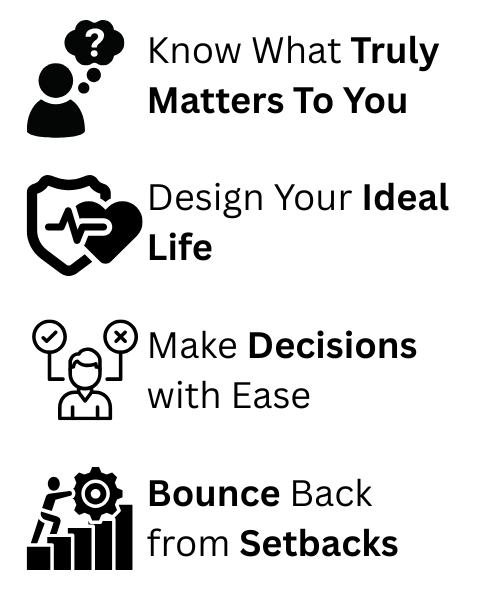 ?
Know What Truly
Matters To You
Design Your Ideal
Life
Make Decisions
with Ease
Bounce Back
from Setbacks